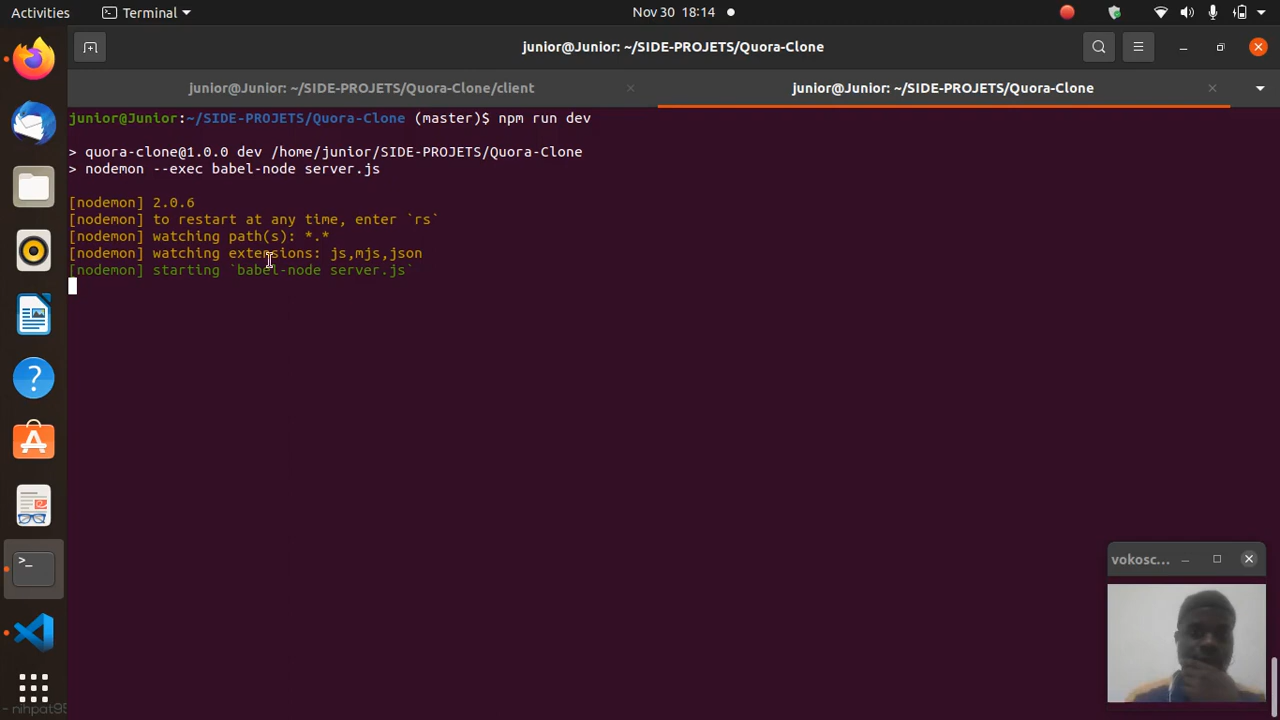 Activities
Terminal
Nov 30 18:14
junior@Junior: ~/SIDE-PROJETS/Quora-Clone
junior@Junior: ~/SIDE-PROJETS/Quora-Clone/client
junior@Junior: ~/SIDE-PROJETS/Quora-Clone
junior@Junior:~/SIDE-PROJETS/Quora-Clone (master)$ npm run dev
> quora-clone@1.0.0 dev /home/junior/SIDE-PROJETS/Quora-Clone
> nodemon --exec babel-node server.js
[nodemon] 2.0.6
[nodemon] to restart at any time, enter `rs`
[nodemon] watching path(s): *.*
[nodemon] watching extensions: js,mjs,json
[nodemon] starting `babel-node server.js`
vokosc...
~ nihpat95